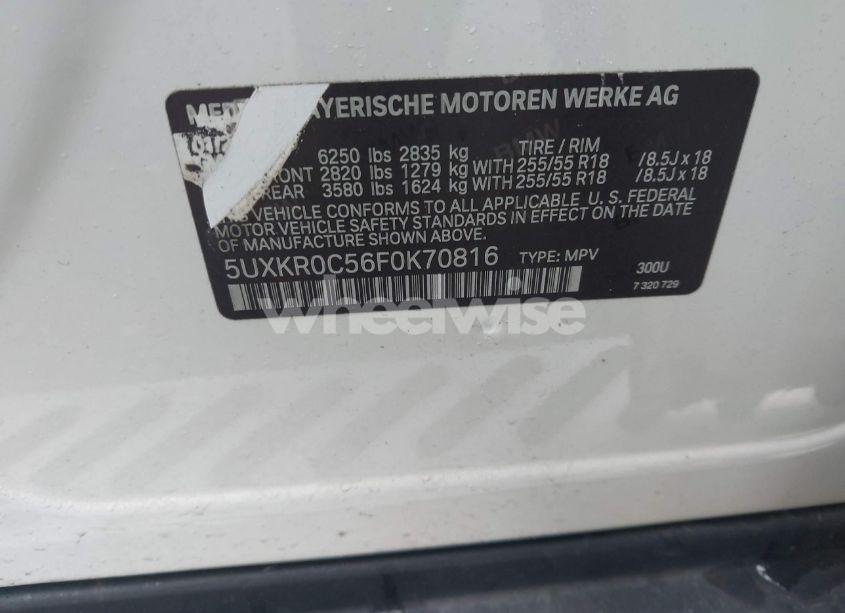 BAYERISCHE MOTOREN WERKE AG
6250 lbs 2835 kg TIRE / RIM
2820 lbs 1279 kg WITH 255/55 R18 /8.5J x 18
REAR 3580 lbs 1624 kg WITH 255/55 R18 /8.5J x 18
THIS VEHICLE CONFORMS TO ALL APPLICABLE U. S. FEDERAL
MOTOR VEHICLE SAFETY STANDARDS IN EFFECT ON THE DATE
OF MANUFACTURE SHOWN ABOVE.
5UXKR0C56F0K70816 TYPE: MPV 300U
7 320 729
wheelwise